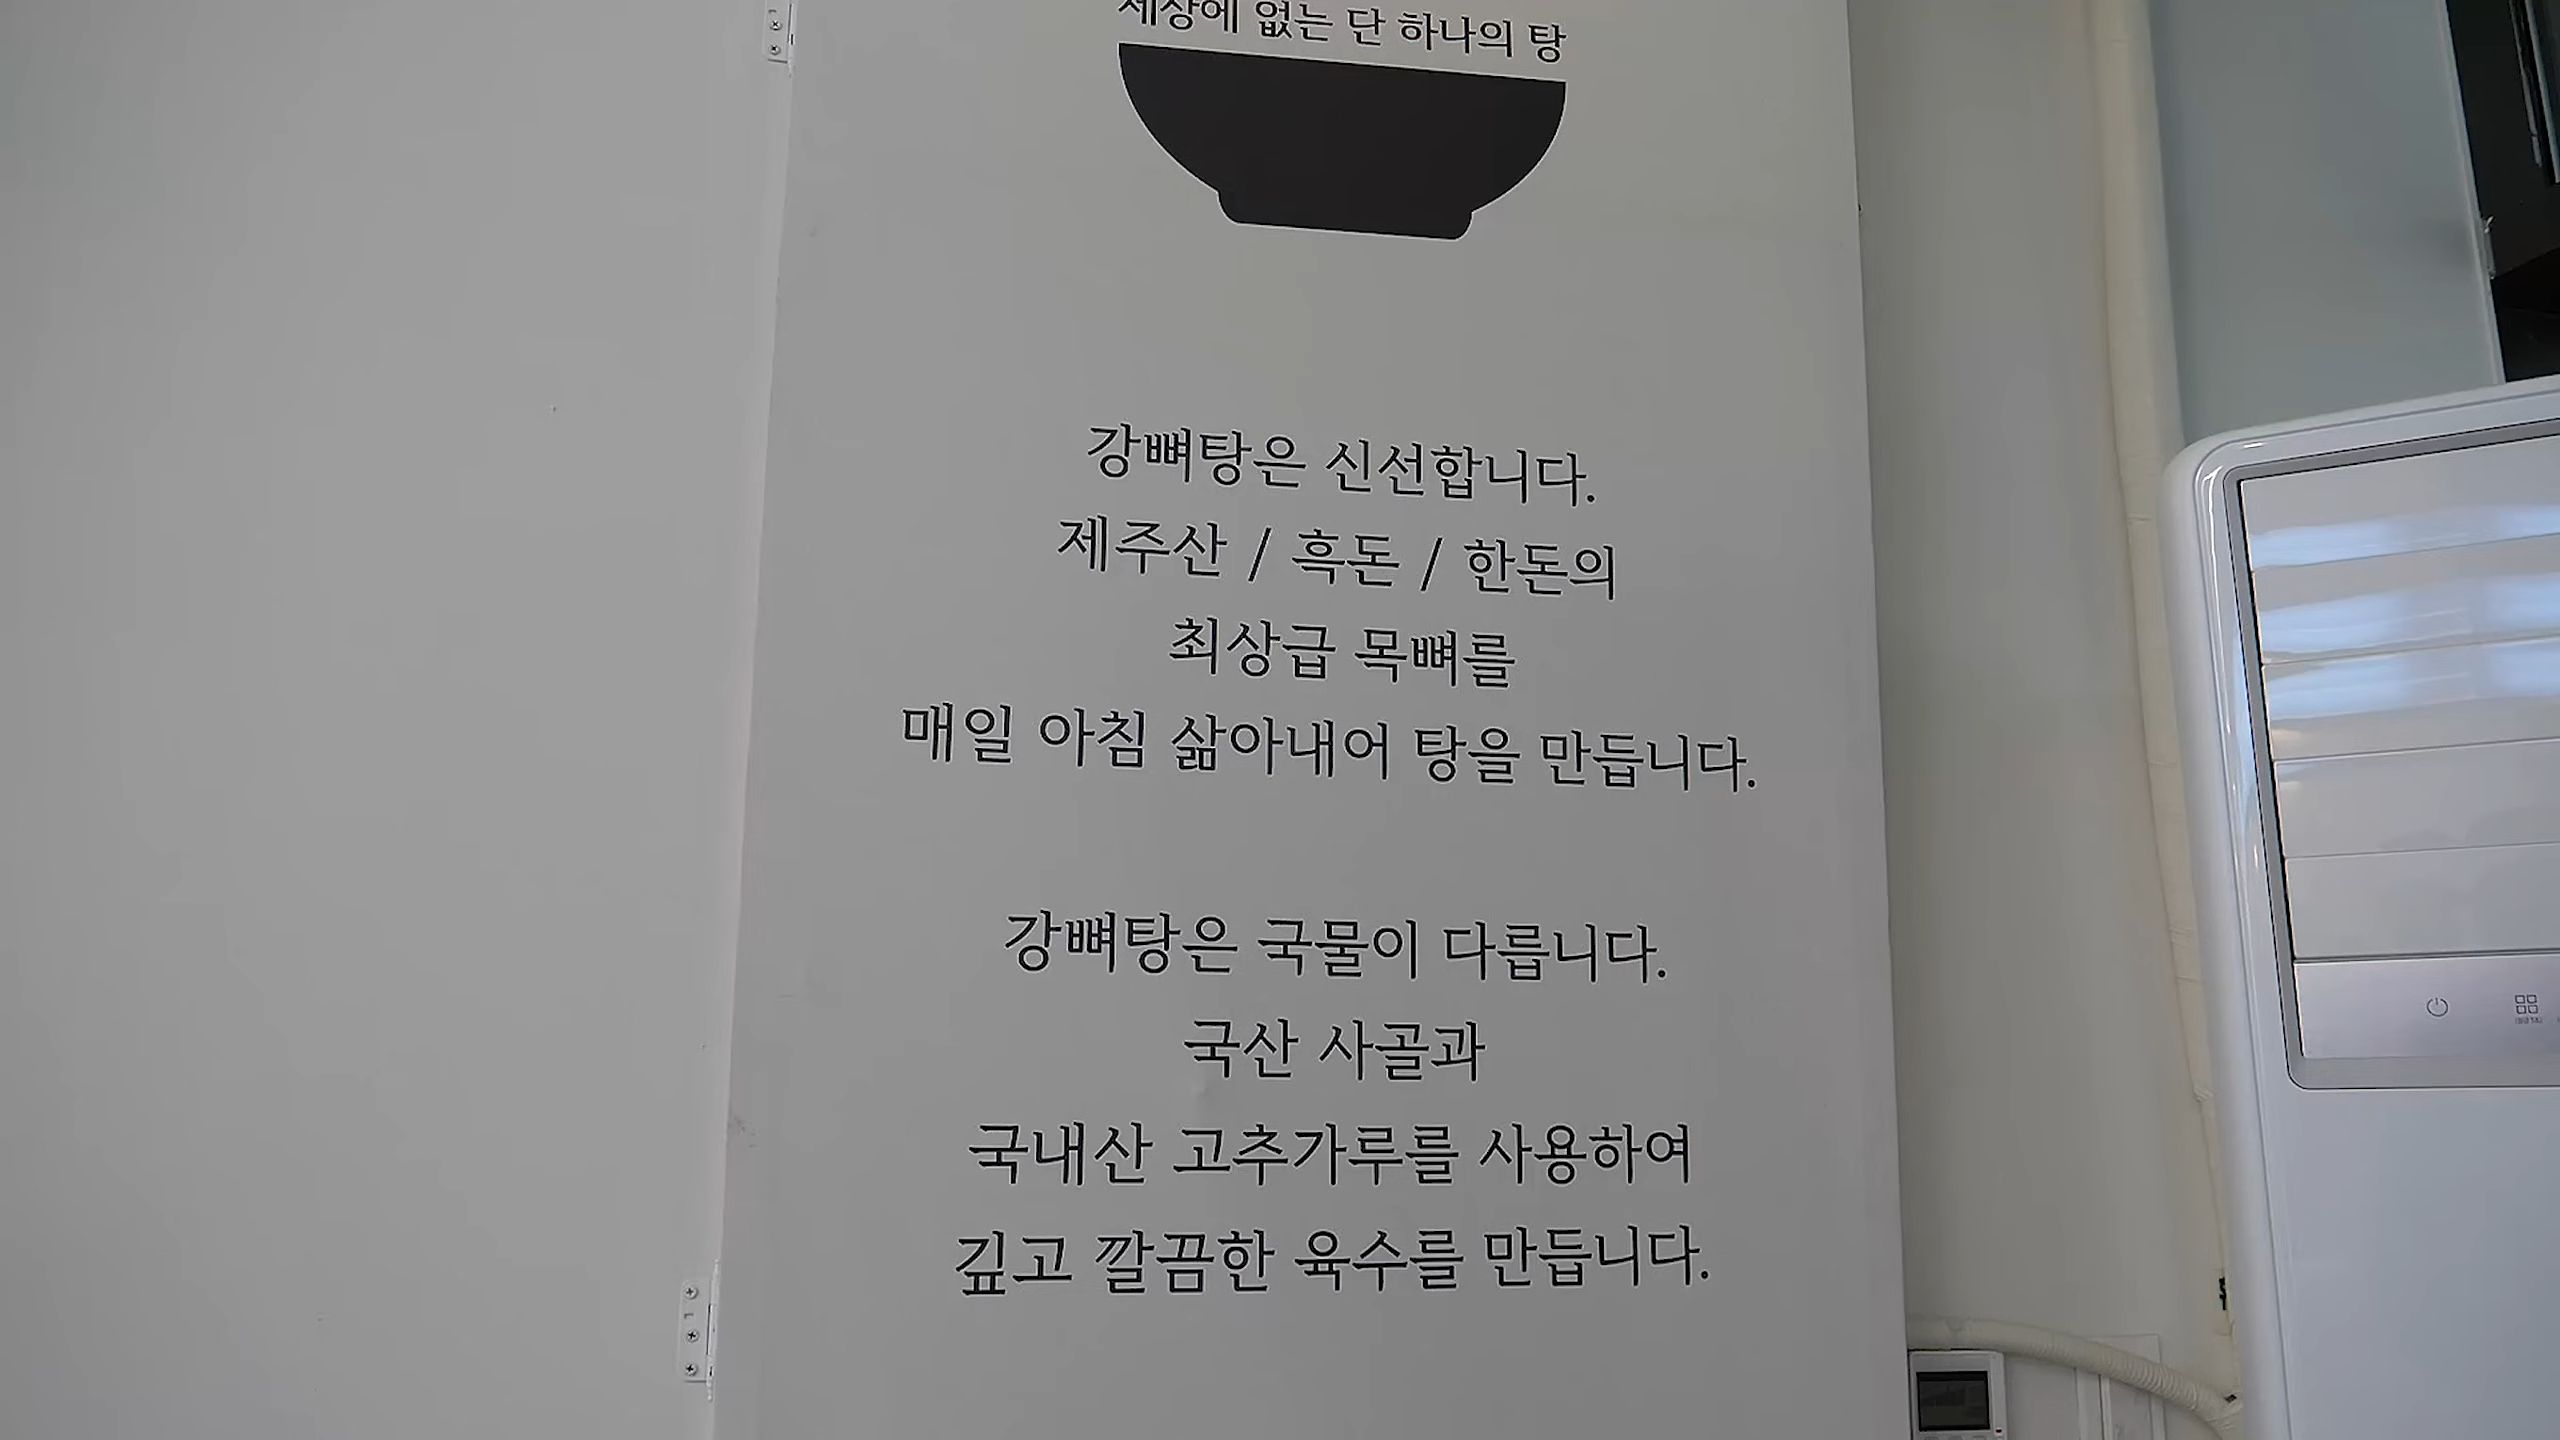 세상에 없는 단 하나의 탕
강뼈탕은 신선합니다.
제주산 / 흑돈 / 한돈의
최상급 목뼈를
매일 아침 삶아내어 탕을 만듭니다.
강뼈탕은 국물이 다릅니다.
국산 사골과
국내산 고추가루를 사용하여
깊고 깔끔한 육수를 만듭니다.